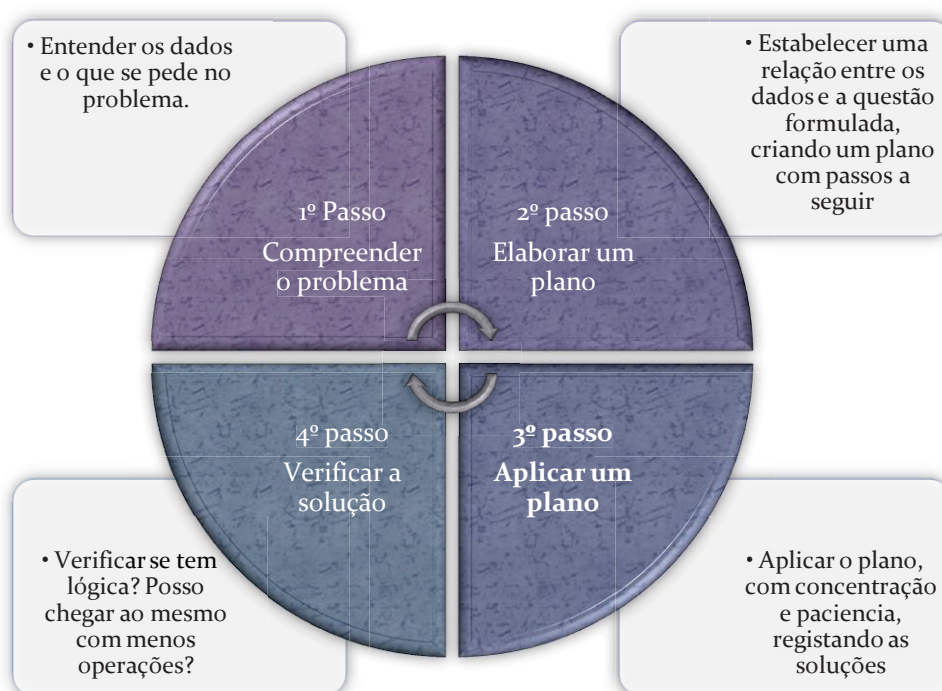 • Entender os dados
e o que se pede no
problema.
1º Passo
Compreender
o problema
• Estabelecer uma
relação entre os
dados e a questão
formulada,
criando um plano
com passos a
seguir
2º passo
Elaborar um
plano
3º passo
Aplicar um
plano
• Aplicar o plano,
com concentração
e paciencia,
registando as
soluções
4º passo
Verificar a
solução
• Verificar se tem
lógica? Posso
chegar ao mesmo
com menos
operações?